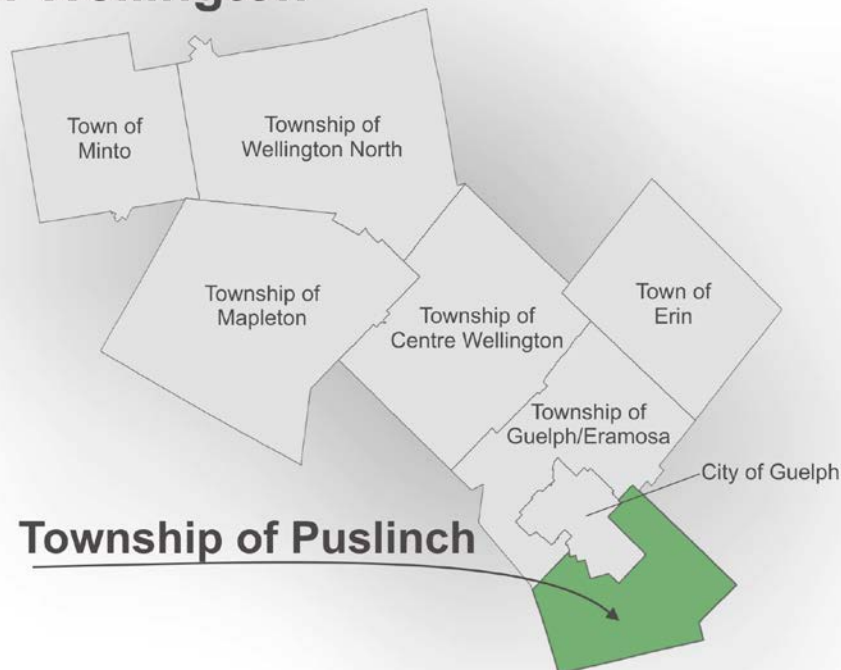 Town of
Minto
Township of
Wellington North
Township of
Mapleton
Township of
Centre Wellington
Town of
Erin
Township of
Guelph/Eramosa
City of Guelph
Township of Puslinch